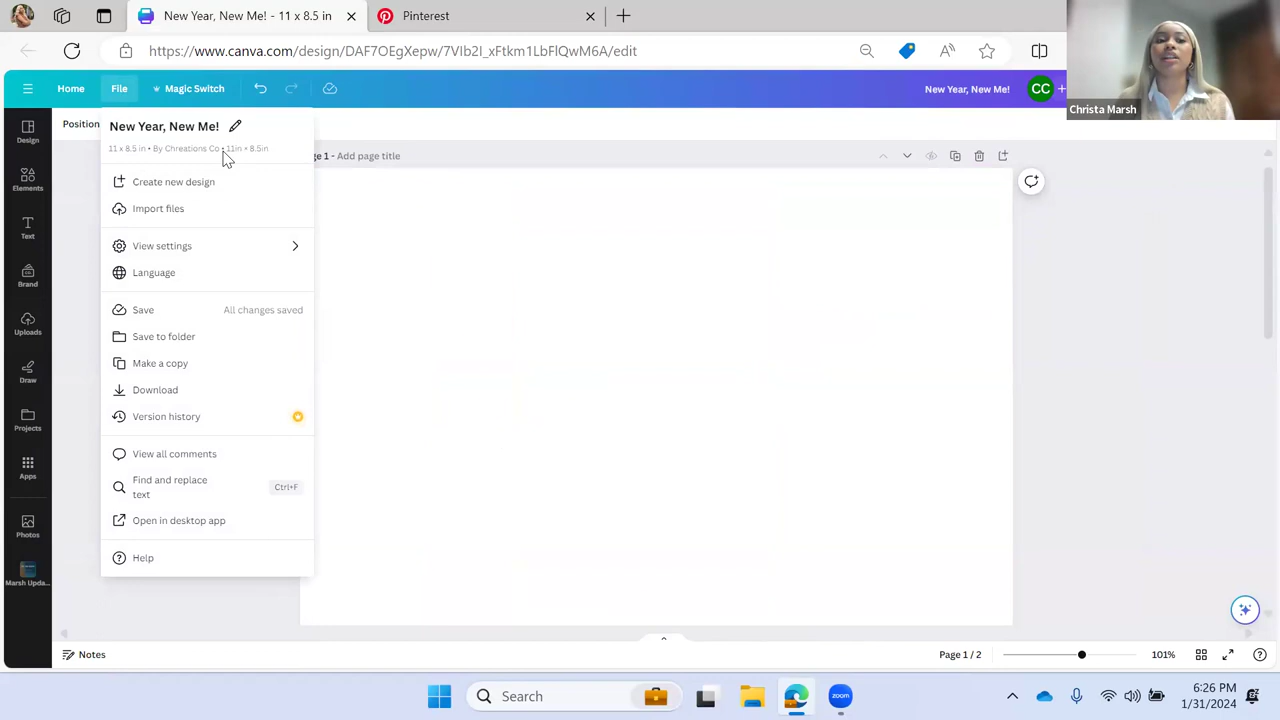 New Year, New Me! - 11 x 8.5 in
Pinterest
https://www.canva.com/design/DAF7OEgXepw/7VIb2I_xFtkm1LbFlQwM6A/edit
Home
File
Magic Switch
New Year, New Me!
CC
Christa Marsh
Position
New Year, New Me!
11 x 8.5 in • By Chreations Co • 11in × 8.5in
ge 1 - Add page title
Create new design
Import files
View settings
Language
Save
All changes saved
Save to folder
Make a copy
Download
Version history
View all comments
Find and replace
text
Ctrl+F
Open in desktop app
Help
Design
Elements
Text
Brand
Uploads
Draw
Projects
Apps
Photos
Marsh Upda...
Notes
Page 1 / 2
101%
Search
zoom
6:26 PM
1/31/2024